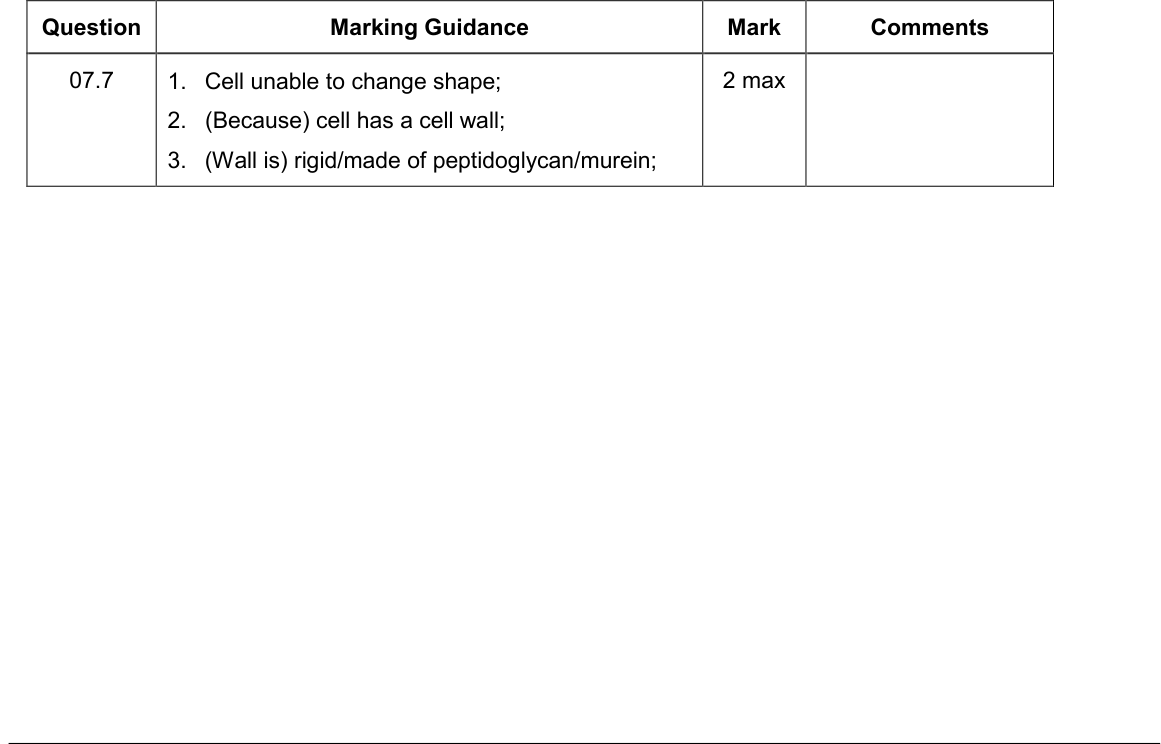 Question Marking Guidance Mark Comments
07.7 1. Cell unable to change shape; 2 max
2. (Because) cell has a cell wall;
3. (Wall is) rigid/made of peptidoglycan/murein;